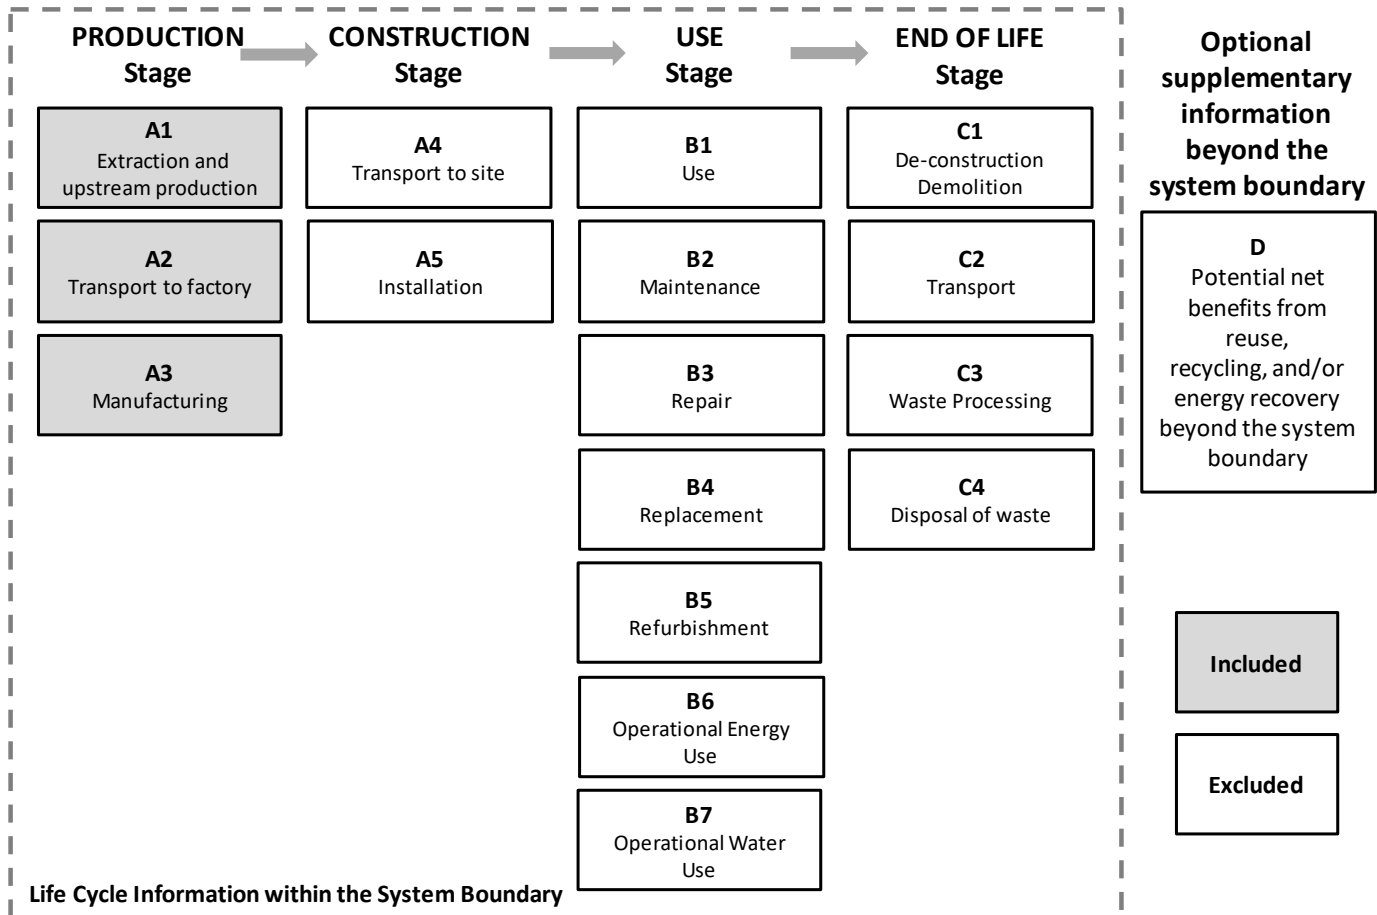 PRODUCTION
Stage
CONSTRUCTION
Stage
USE
Stage
END OF LIFE
Stage
A1
Extraction and
upstream production
A2
Transport to factory
A3
Manufacturing
A4
Transport to site
A5
Installation
B1
Use
B2
Maintenance
B3
Repair
B4
Replacement
B5
Refurbishment
B6
Operational Energy
Use
B7
Operational Water
Use
C1
De-construction
Demolition
C2
Transport
C3
Waste Processing
C4
Disposal of waste
Life Cycle Information within the System Boundary
Optional
supplementary
information
beyond the
system boundary
D
Potential net
benefits from
reuse,
recycling, and/or
energy recovery
beyond the system
boundary
Included
Excluded